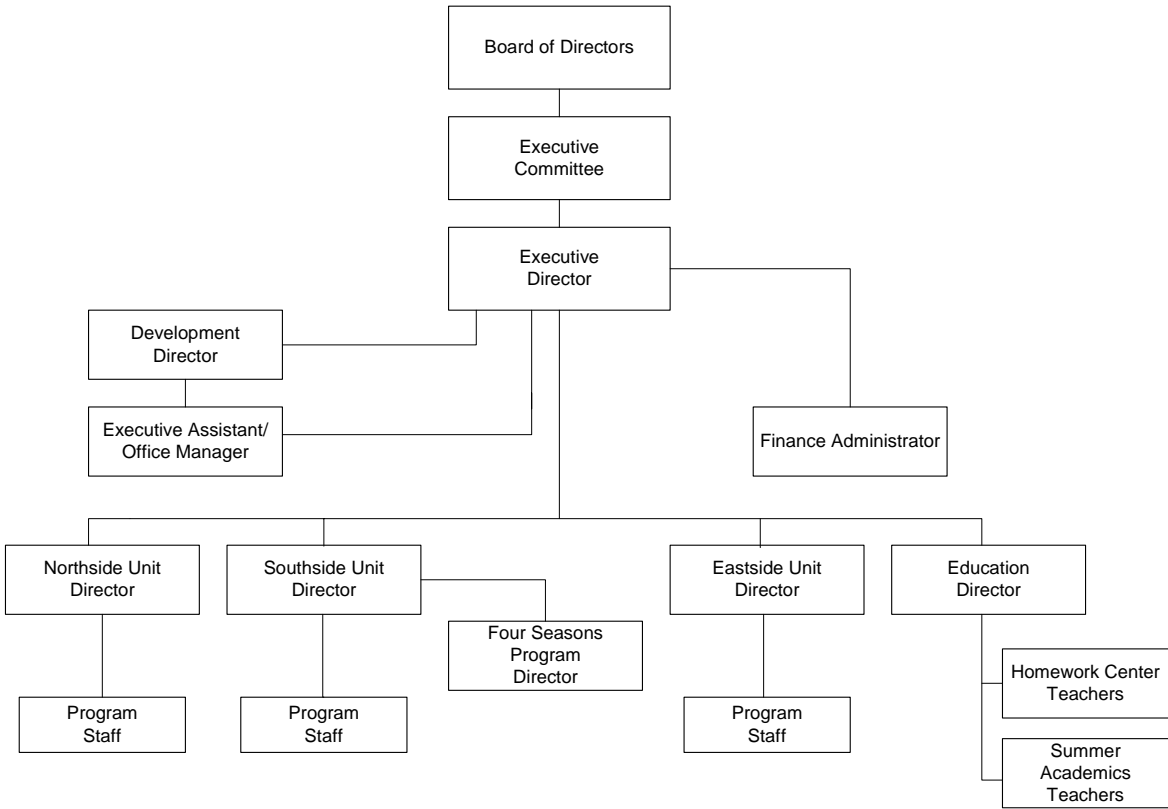 Board of Directors
Executive
Committee
Executive
Director
Development
Director
Executive Assistant/
Office Manager
Finance Administrator
Northside Unit
Director
Southside Unit
Director
Eastside Unit
Director
Education
Director
Four Seasons
Program
Director
Homework Center
Teachers
Program
Staff
Program
Staff
Program
Staff
Summer
Academics
Teachers